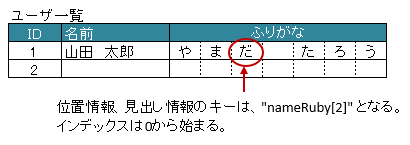 ユーザ一覧
ID 名前 ふりがな
1 山田 太郎 や ま だ た ろ う
2
位置情報、見出し情報のキーは、"nameRuby[2]"となる。
インデックスは0から始まる。